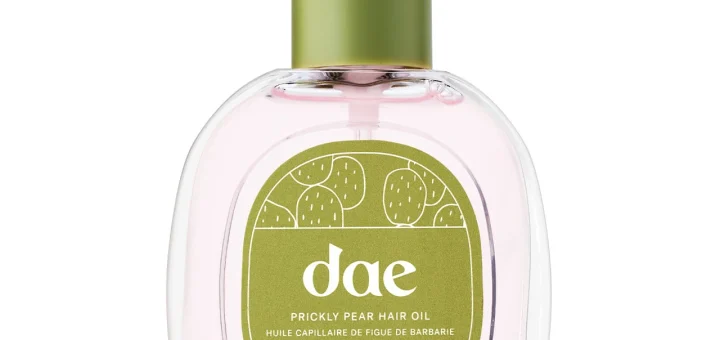 dae
PRICKLY PEAR HAIR OIL
HUILE CAPILLAIRE DE FIGUE DE BARBARIE